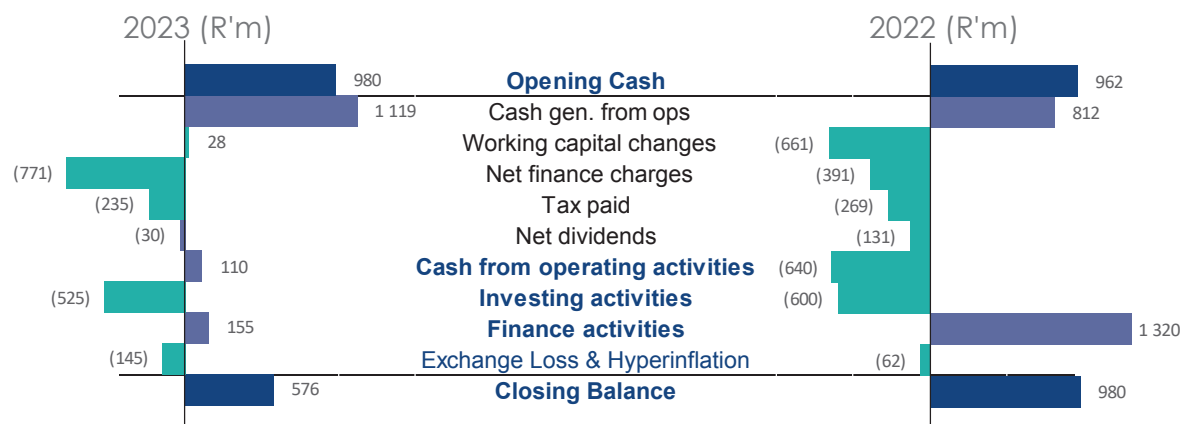 2023 (R'm) 2022 (R'm)
980 Opening Cash 962
1 119 Cash gen. from ops 812
28 Working capital changes (661)
(771) Net finance charges (391)
(235) Tax paid (269)
(30) Net dividends (131)
110 Cash from operating activities (640)
(525) Investing activities (600)
155 Finance activities 1 320
(145) Exchange Loss & Hyperinflation (62)
576 Closing Balance 980